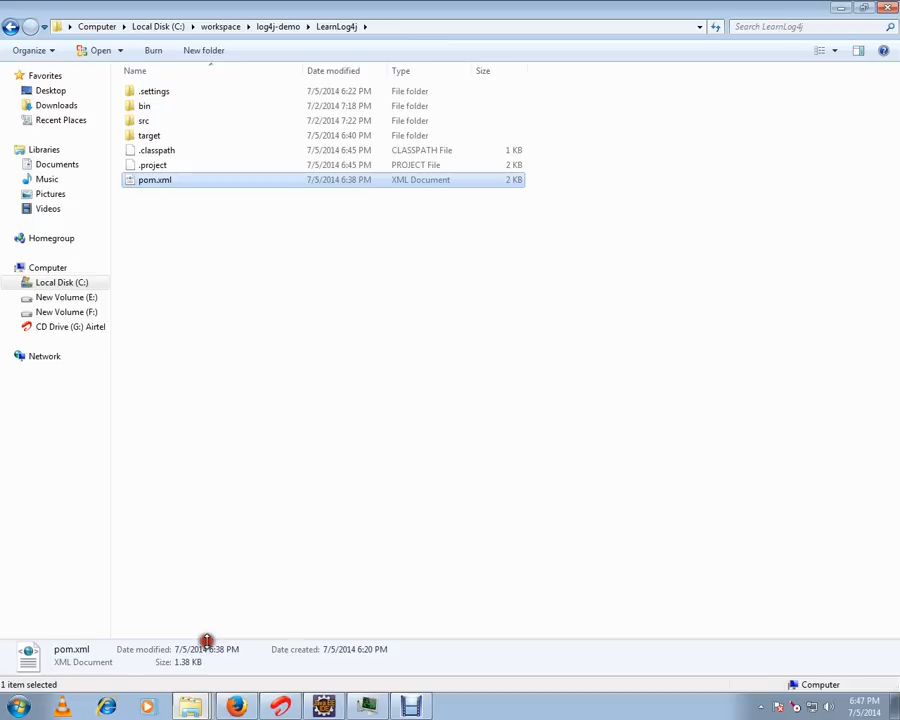 Computer Local Disk (C:) workspace log4j-demo LearnLog4j Search LearnLog4j
Organize Open Burn New folder
Name Date modified Type Size
Favorites
Desktop
Downloads
Recent Places
Libraries
Documents
Music
Pictures
Videos
Homegroup
Computer
Local Disk (C:)
New Volume (E:)
New Volume (F:)
CD Drive (G:) Airtel
Network
.settings 7/5/2014 6:22 PM File folder
bin 7/2/2014 7:18 PM File folder
src 7/2/2014 7:22 PM File folder
target 7/5/2014 6:40 PM File folder
.classpath 7/5/2014 6:45 PM CLASSPATH File 1 KB
.project 7/5/2014 6:45 PM PROJECT File 2 KB
pom.xml 7/5/2014 6:38 PM XML Document 2 KB
pom.xml Date modified: 7/5/2014 6:38 PM Date created: 7/5/2014 6:20 PM
XML Document Size: 1.38 KB
1 item selected Computer
6:47 PM
7/5/2014